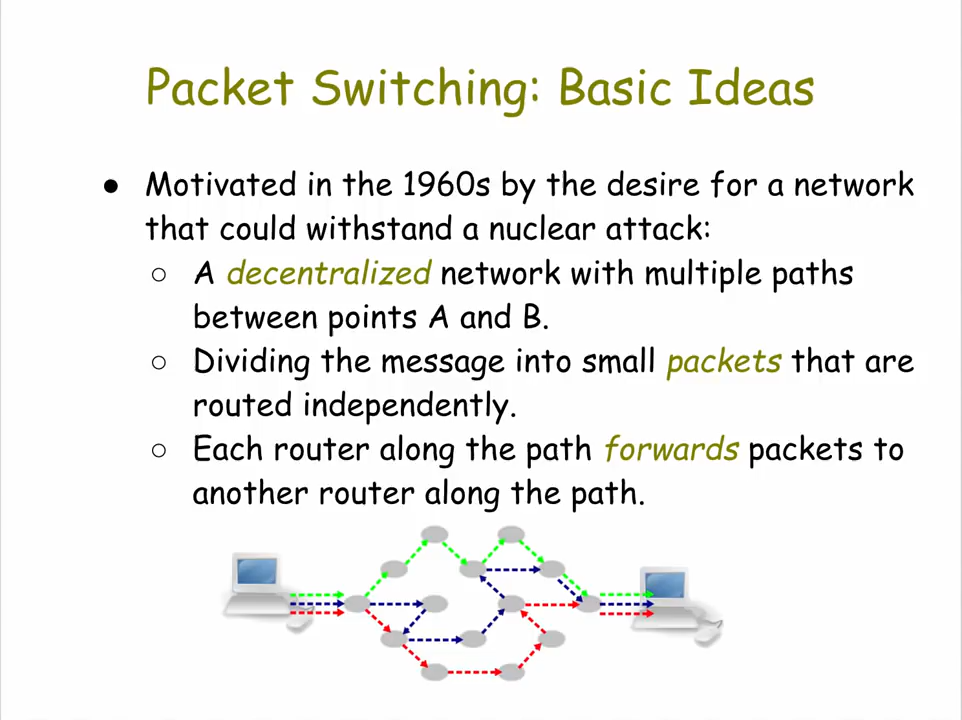 Packet Switching: Basic Ideas
● Motivated in the 1960s by the desire for a network
that could withstand a nuclear attack:
○ A decentralized network with multiple paths
between points A and B.
○ Dividing the message into small packets that are
routed independently.
○ Each router along the path forwards packets to
another router along the path.